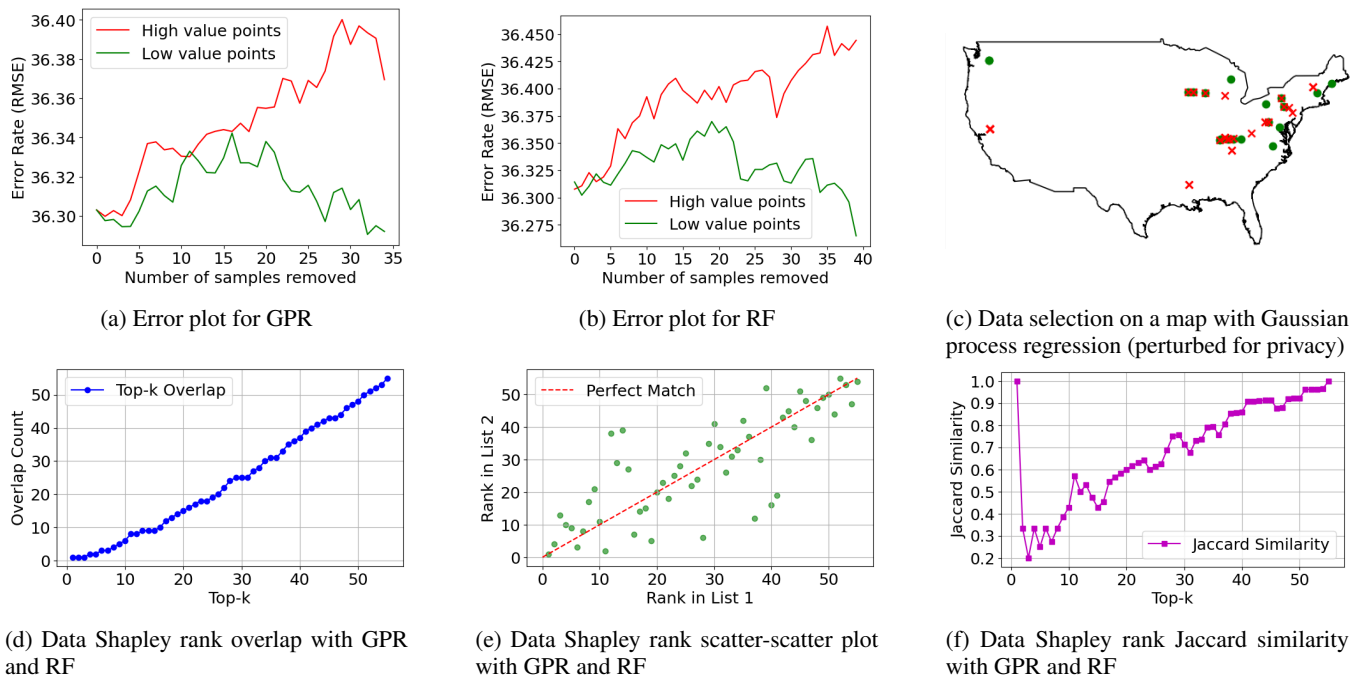 36.40
36.38
36.36
36.34
36.32
36.30
Error Rate (RMSE)
High value points
Low value points
0 5 10 15 20 25 30 35
Number of samples removed
(a) Error plot for GPR
36.450
36.425
36.400
36.375
36.350
36.325
36.300
36.275
Error Rate (RMSE)
High value points
Low value points
0 5 10 15 20 25 30 35 40
Number of samples removed
(b) Error plot for RF
(c) Data selection on a map with Gaussian
process regression (perturbed for privacy)
50
40
30
20
10
0
Overlap Count
Top-k Overlap
0 10 20 30 40 50
Top-k
(d) Data Shapley rank overlap with GPR
and RF
50
40
30
20
10
0
Rank in List 2
Perfect Match
0 10 20 30 40 50
Rank in List 1
(e) Data Shapley rank scatter-scatter plot
with GPR and RF
1.0
0.9
0.8
0.7
0.6
0.5
0.4
0.3
0.2
Jaccard Similarity
Jaccard Similarity
0 10 20 30 40 50
Top-k
(f) Data Shapley rank Jaccard similarity
with GPR and RF